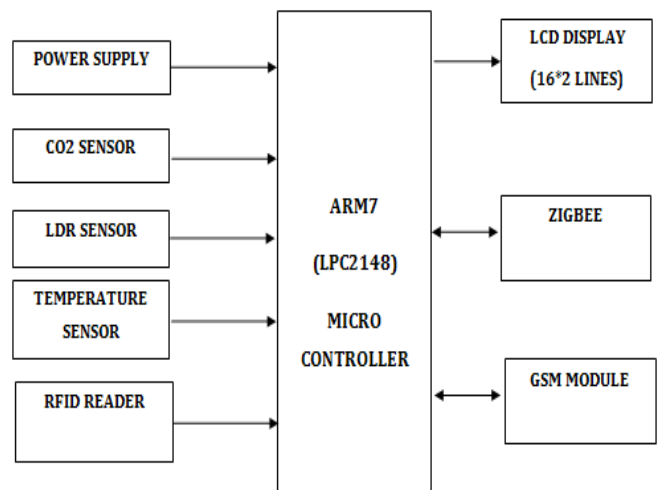 POWER SUPPLY
CO2 SENSOR
LDR SENSOR
TEMPERATURE
SENSOR
RFID READER
ARM7
(LPC2148)
MICRO
CONTROLLER
LCD DISPLAY
(16*2 LINES)
ZIGBEE
GSM MODULE